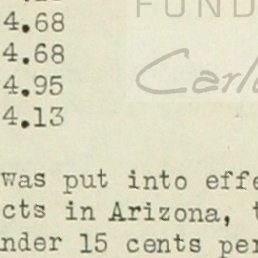 FUND
4.68
4.68
Carl
4.95
4.13
was put into effe
cts in Arizona, t
nder 15 cents per